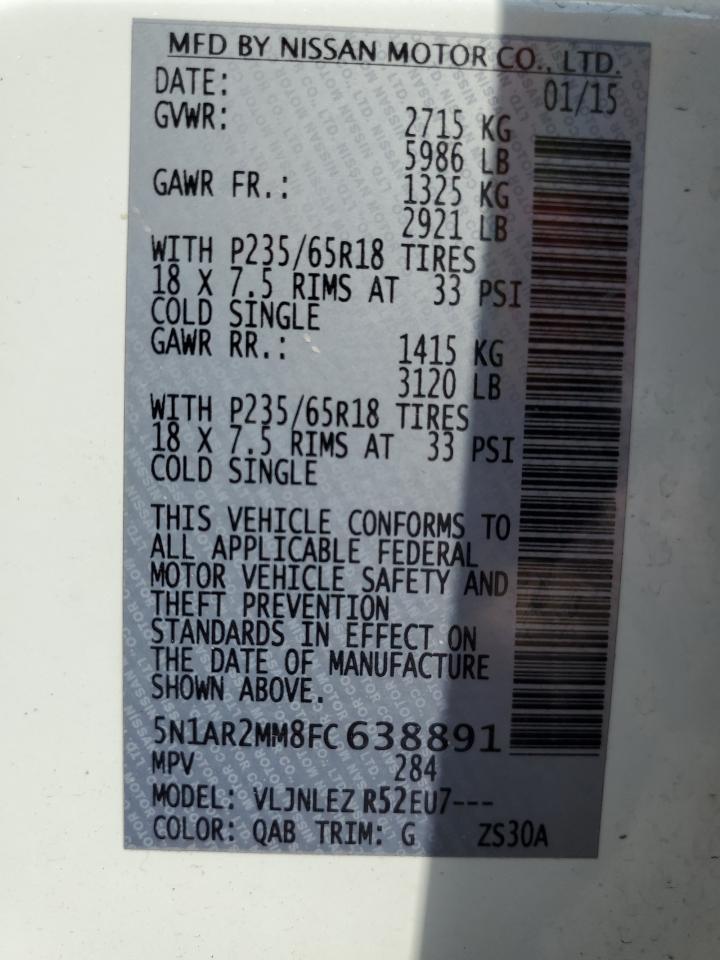 MFD BY NISSAN MOTOR CO., LTD.
DATE: 01/15
GVWR: 2715 KG
5986 LB
GAWR FR.: 1325 KG
2921 LB
WITH P235/65R18 TIRES
18 X 7.5 RIMS AT 33 PSI
COLD SINGLE
GAWR RR.: 1415 KG
3120 LB
WITH P235/65R18 TIRES
18 X 7.5 RIMS AT 33 PSI
COLD SINGLE
THIS VEHICLE CONFORMS TO
ALL APPLICABLE FEDERAL
MOTOR VEHICLE SAFETY AND
THEFT PREVENTION
STANDARDS IN EFFECT ON
THE DATE OF MANUFACTURE
SHOWN ABOVE.
5N1AR2MM8FC638891
MPV 284
MODEL: VLJNLEZ R52EU7---
COLOR: QAB TRIM: G ZS30A